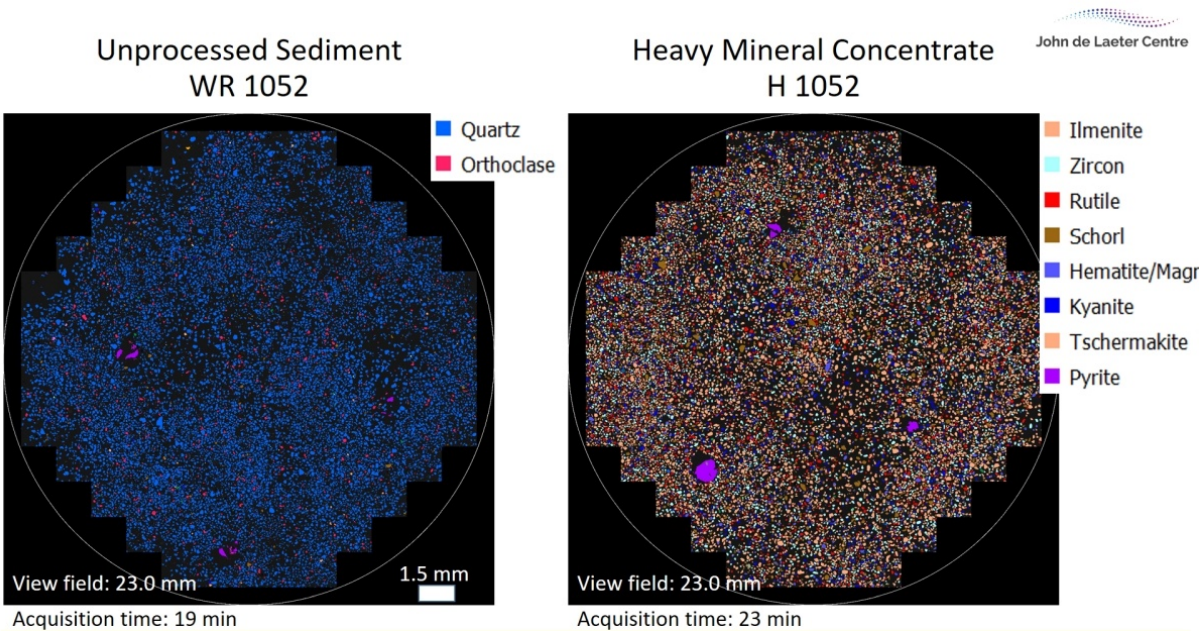 John de Laeter Centre
Unprocessed Sediment
WR 1052
Quartz
Orthoclase
View field: 23.0 mm
1.5 mm
Acquisition time: 19 min
Heavy Mineral Concentrate
H 1052
Ilmenite
Zircon
Rutile
Schorl
Hematite/Magr
Kyanite
Tschermakite
Pyrite
View field: 23.0 mm
Acquisition time: 23 min